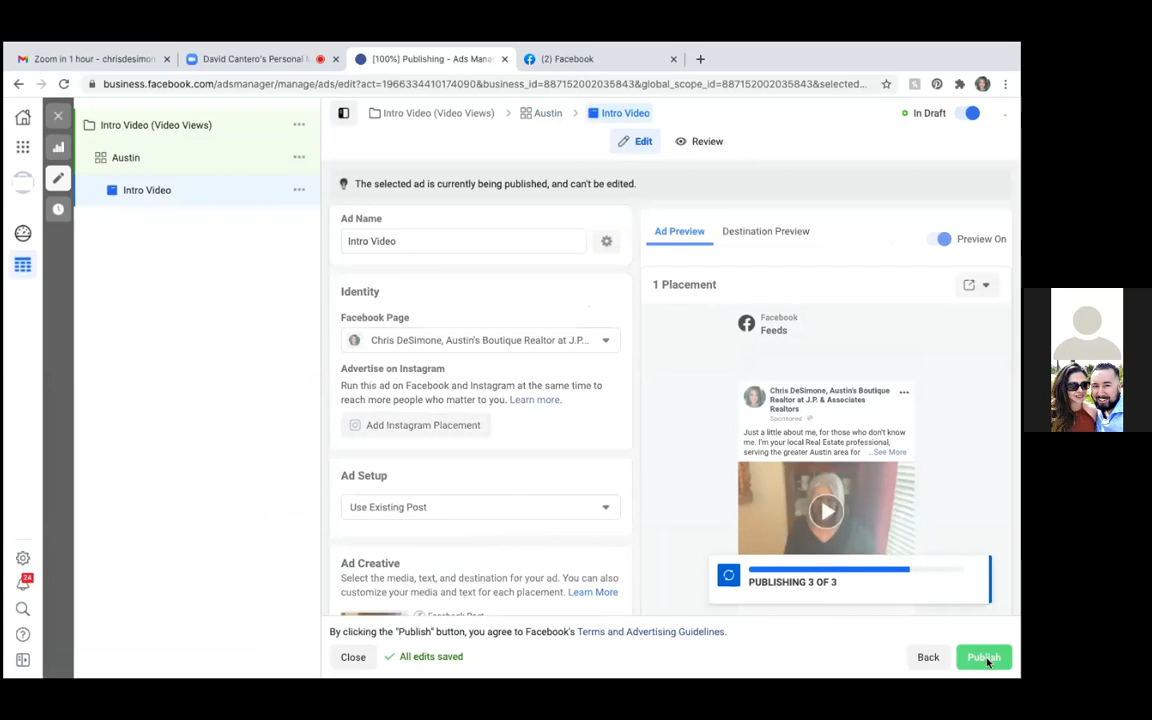 Zoom in 1 hour - chrisdesimon
David Cantero's Personal
[100%] Publishing - Ads Mana
(2) Facebook
business.facebook.com/adsmanager/manage/ads/edit?act=1966334410174090&business_id=887152002035843&global_scope_id=887152002035843&selected...
Intro Video (Video Views)
Austin
Intro Video
Intro Video (Video Views)
Austin
Intro Video
In Draft
Edit
Review
The selected ad is currently being published, and can't be edited.
Ad Name
Intro Video
Identity
Facebook Page
Chris DeSimone, Austin's Boutique Realtor at J.P...
Advertise on Instagram
Run this ad on Facebook and Instagram at the same time to
reach more people who matter to you. Learn more.
Add Instagram Placement
Ad Setup
Use Existing Post
Ad Creative
Select the media, text, and destination for your ad. You can also
customize your media and text for each placement. Learn More
Facebook Post
Ad Preview
Destination Preview
Preview On
1 Placement
Facebook
Feeds
Chris DeSimone, Austin's Boutique
Realtor at J.P. & Associates
Realtors
Sponsored
Just a little about me, for those who don't know
me. I'm your local Real Estate professional,
serving the greater Austin area for ...See More
PUBLISHING 3 OF 3
24
By clicking the "Publish" button, you agree to Facebook's Terms and Advertising Guidelines.
Close
All edits saved
Back
Publish